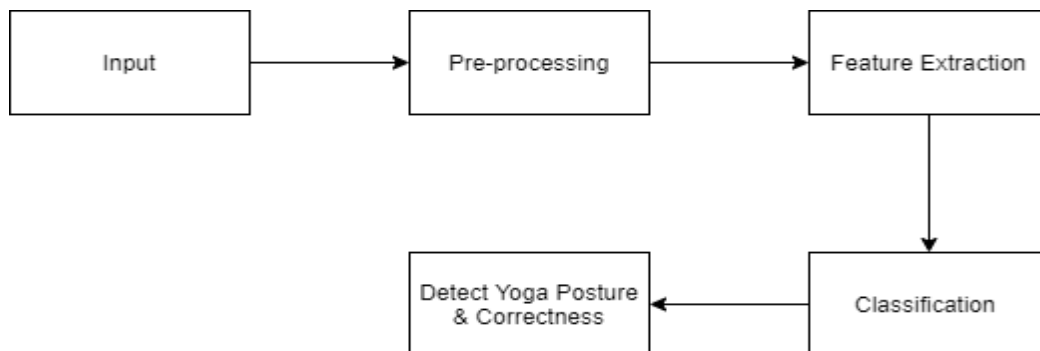 Input
Pre-processing
Feature Extraction
Classification
Detect Yoga Posture
& Correctness